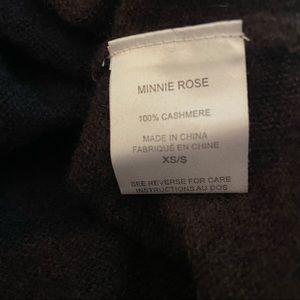 MINNIE ROSE
100% CASHMERE
MADE IN CHINA
FABRIQUÉ EN CHINE
XS/S
SEE REVERSE FOR CARE
INSTRUCTIONS AU DOS